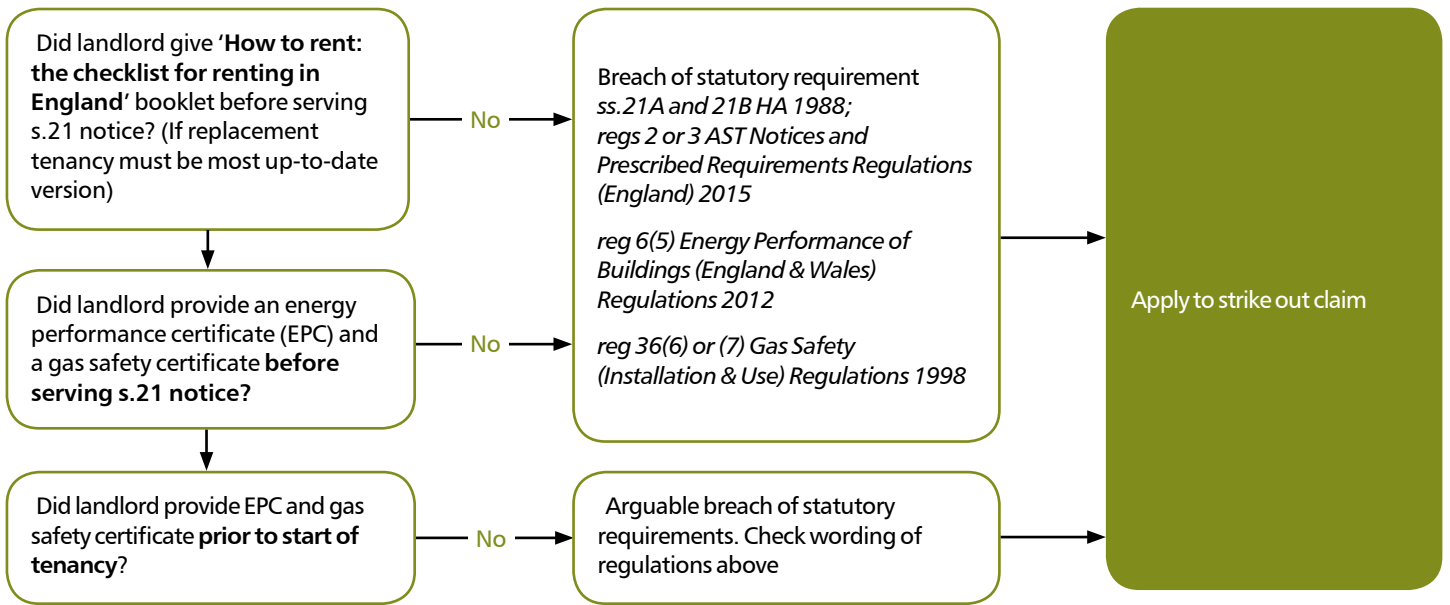 Did landlord give ‘How to rent:
the checklist for renting in
England’ booklet before serving
s.21 notice? (If replacement
tenancy must be most up-to-date
version)
No
Breach of statutory requirement
ss.21A and 21B HA 1988;
regs 2 or 3 AST Notices and
Prescribed Requirements Regulations
(England) 2015
reg 6(5) Energy Performance of
Buildings (England & Wales)
Regulations 2012
reg 36(6) or (7) Gas Safety
(Installation & Use) Regulations 1998
Apply to strike out claim
Did landlord provide an energy
performance certificate (EPC) and
a gas safety certificate before
serving s.21 notice?
No
Did landlord provide EPC and gas
safety certificate prior to start of
tenancy?
No
Arguable breach of statutory
requirements. Check wording of
regulations above